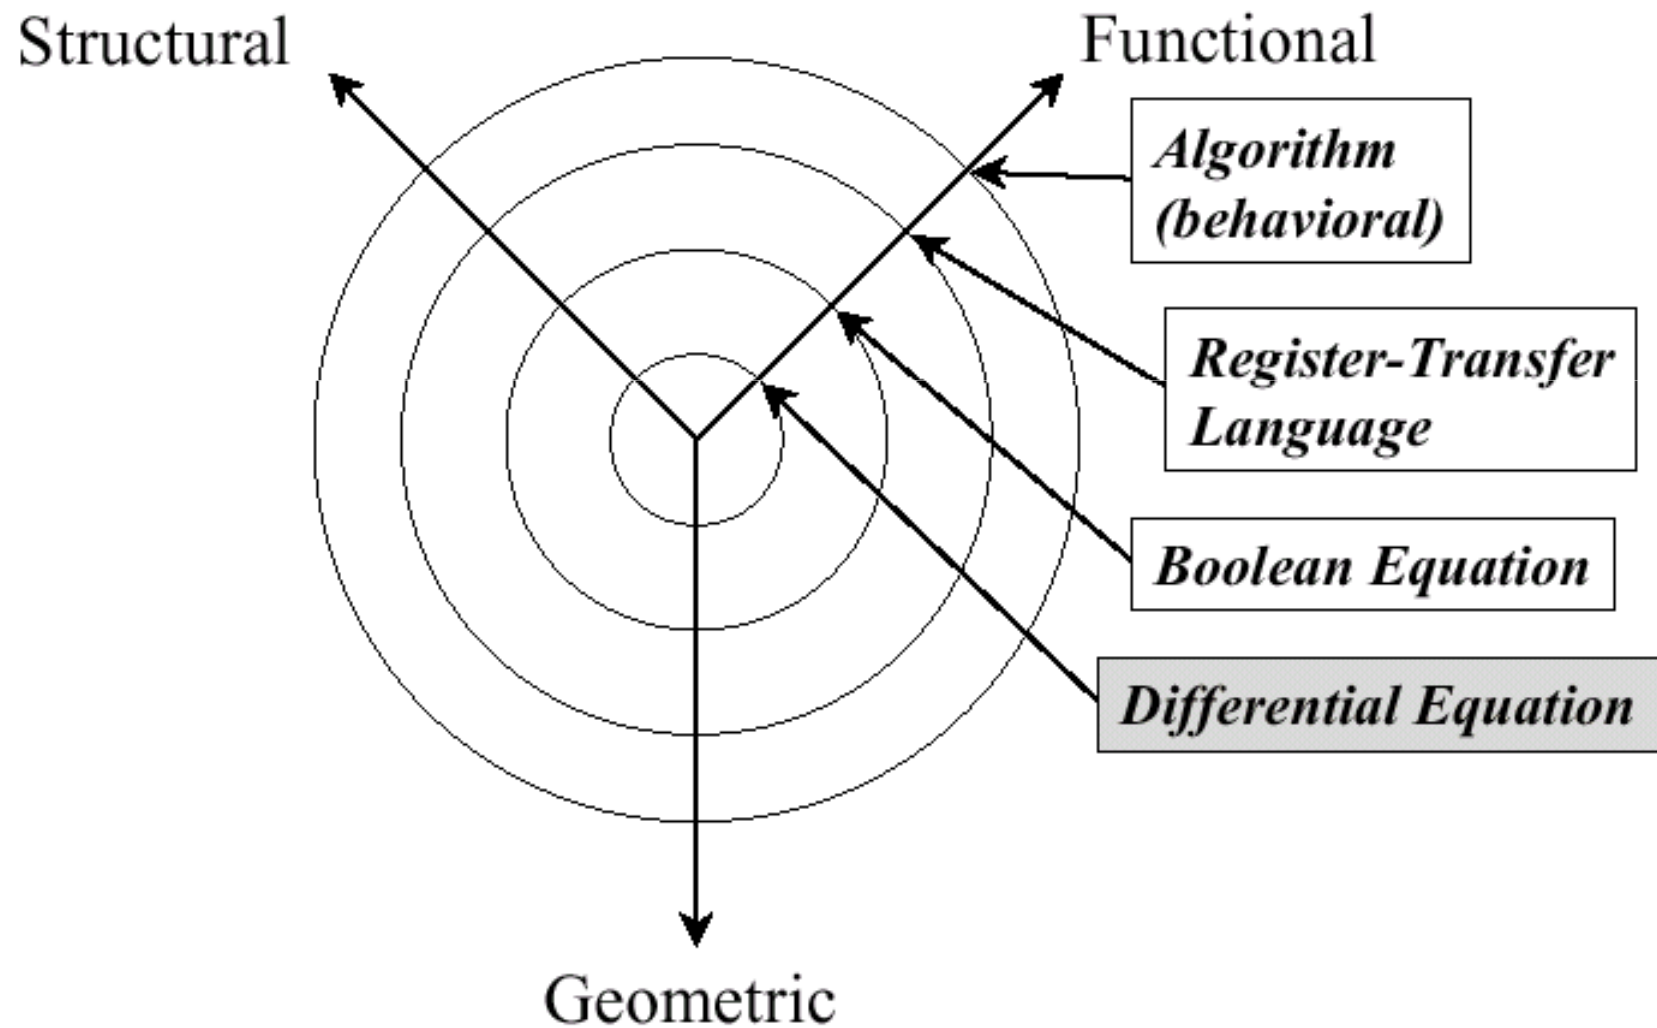 Structural
Functional
Algorithm
(behavioral)
Register-Transfer
Language
Boolean Equation
Differential Equation
Geometric